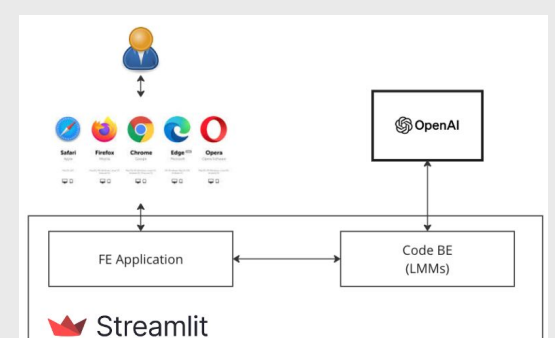 OpenAI
Safari
Firefox
Chrome
Edge
Opera
FE Application
Code BE
(LMMs)
Streamlit